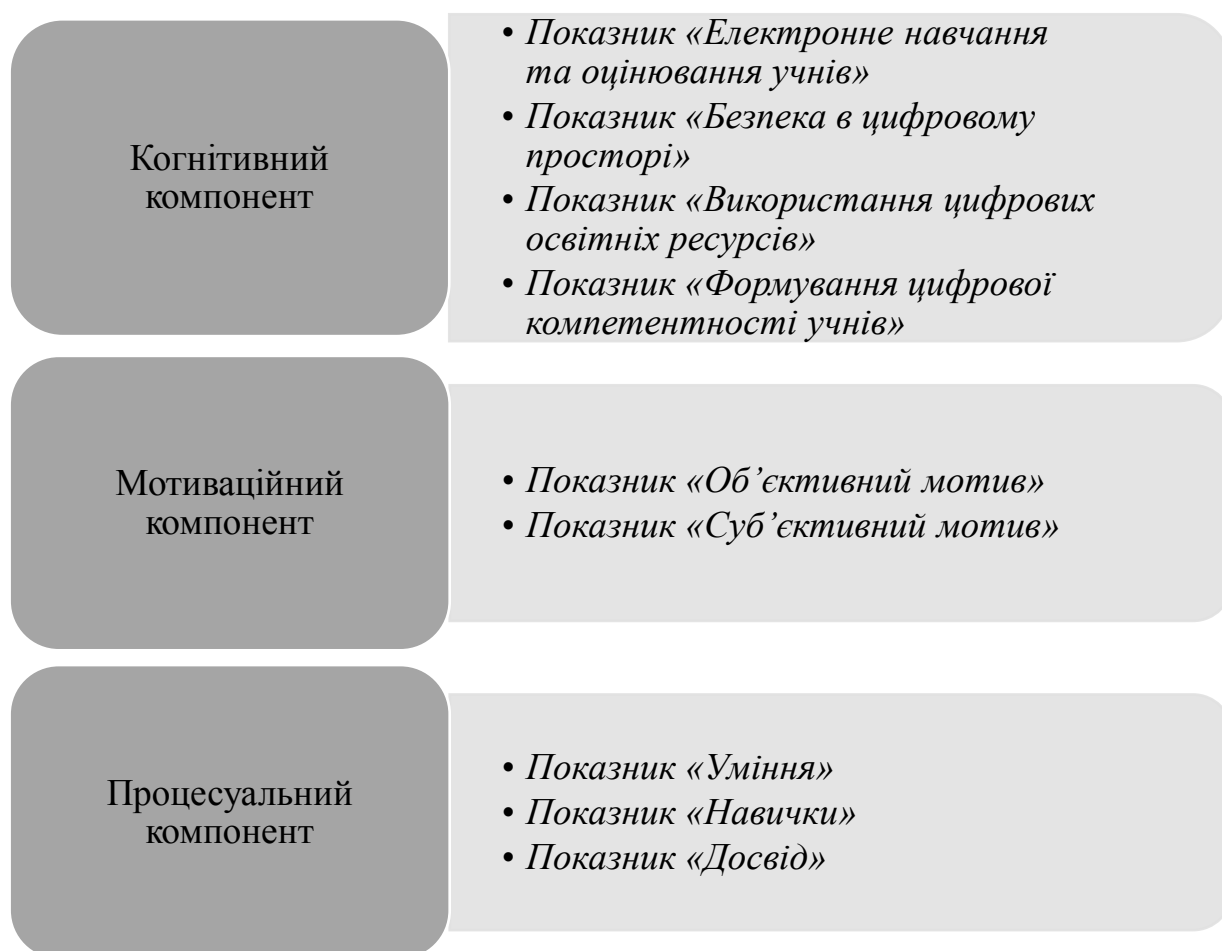 Когнітивний
компонент
• Показник «Електронне навчання
та оцінювання учнів»
• Показник «Безпека в цифровому
просторі»
• Показник «Використання цифрових
освітніх ресурсів»
• Показник «Формування цифрової
компетентності учнів»
Мотиваційний
компонент
• Показник «Об’єктивний мотив»
• Показник «Суб’єктивний мотив»
Процесуальний
компонент
• Показник «Уміння»
• Показник «Навички»
• Показник «Досвід»